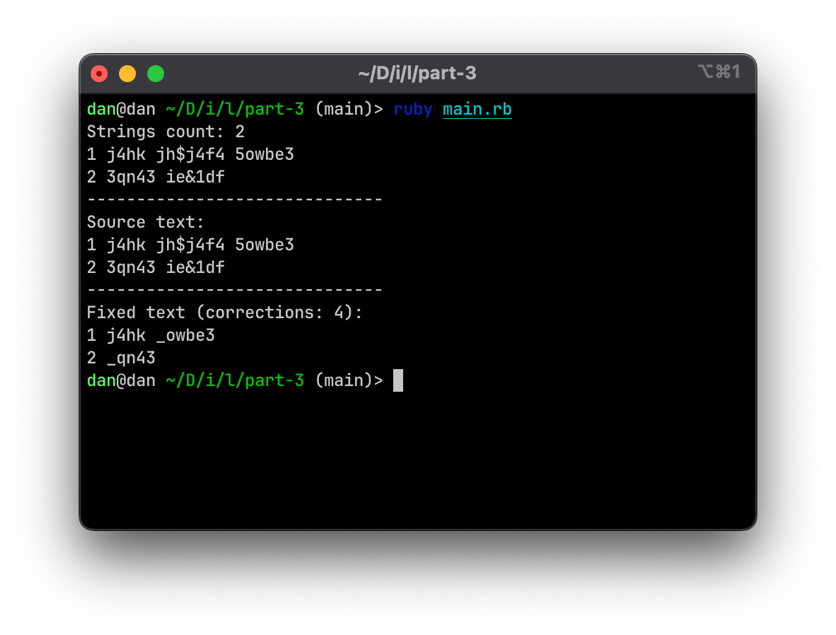 ~/D/i/l/part-3 ⌥⌘1
dan@dan ~/D/i/l/part-3 (main)> ruby main.rb
Strings count: 2
1 j4hk jh$j4f4 5owbe3
2 3qn43 ie&1df
------------------------------
Source text:
1 j4hk jh$j4f4 5owbe3
2 3qn43 ie&1df
------------------------------
Fixed text (corrections: 4):
1 j4hk _owbe3
2 _qn43
dan@dan ~/D/i/l/part-3 (main)>